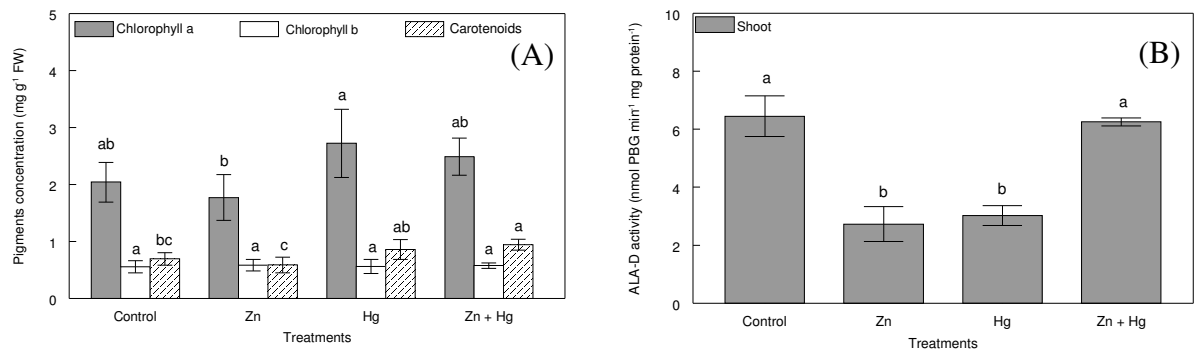 Pigments concentration (mg g⁻¹ FW)
5
4
3
2
1
0
Chlorophyll a
Chlorophyll b
Carotenoids
(A)
ab
a
bc
b
a
c
a
a
ab
ab
a
a
Control
Zn
Hg
Zn + Hg
Treatments
ALA-D activity (nmol PBG min⁻¹ mg protein⁻¹)
10
8
6
4
2
0
Shoot
(B)
a
b
b
a
Control
Zn
Hg
Zn + Hg
Treatments